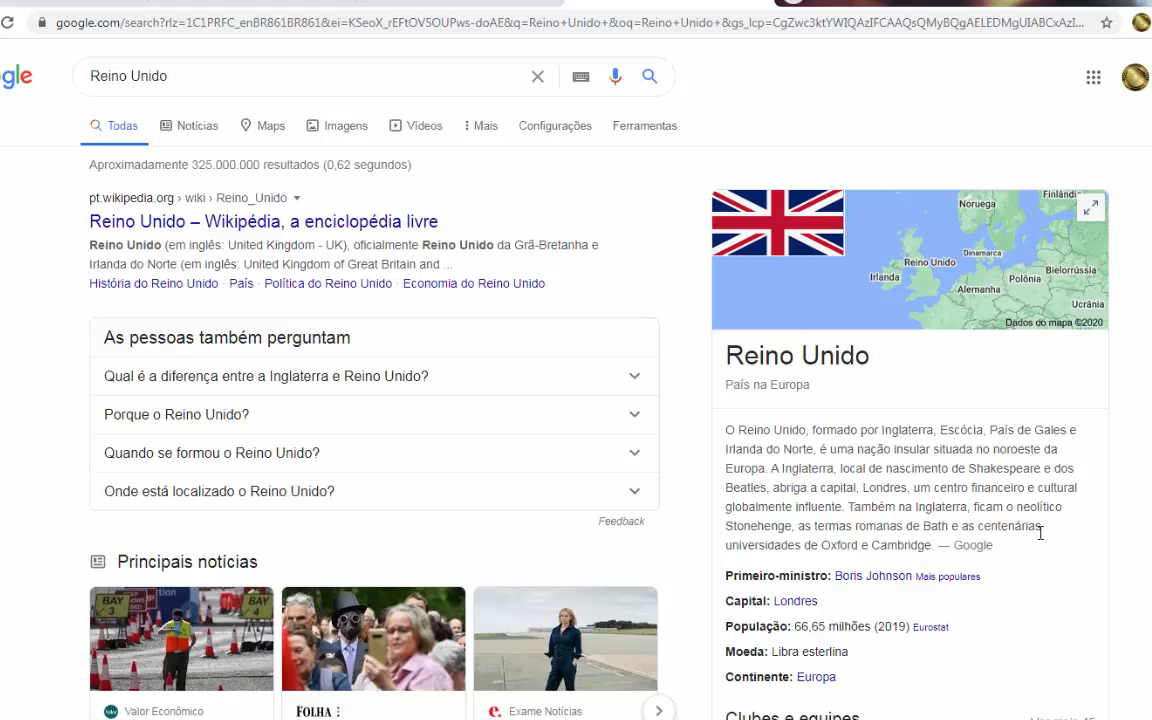 google.com/search?rlz=1C1PRFC_enBR861BR861&ei=KSeoX_rEFtOV5OUPws-doAE&q=Reino+Unido+&oq=Reino+Unido+&gs_lcp=CgZwc3ktYWIQAzIFCAAQsQMyBQgAELEDMgUIABCxAzI...
gle
Reino Unido
Todas Notícias Maps Imagens Vídeos Mais Configurações Ferramentas
Aproximadamente 325.000.000 resultados (0,62 segundos)
pt.wikipedia.org › wiki › Reino_Unido
Reino Unido – Wikipédia, a enciclopédia livre
Reino Unido (em inglês: United Kingdom - UK), oficialmente Reino Unido da Grã-Bretanha e
Irlanda do Norte (em inglês: United Kingdom of Great Britain and ...
História do Reino Unido · País · Política do Reino Unido · Economia do Reino Unido
As pessoas também perguntam
Qual é a diferença entre a Inglaterra e Reino Unido?
Porque o Reino Unido?
Quando se formou o Reino Unido?
Onde está localizado o Reino Unido?
Feedback
Principais notícias
BAY
3
BAY
4
Valor Econômico
FOLHA
e. Exame Notícias
Finlândi
Noruega
Dinamarca
Reino Unido
Irlanda
Polônia
Bielorrússia
Alemanha
Ucrânia
Dados do mapa ©2020
Reino Unido
País na Europa
O Reino Unido, formado por Inglaterra, Escócia, País de Gales e
Irlanda do Norte, é uma nação insular situada no noroeste da
Europa. A Inglaterra, local de nascimento de Shakespeare e dos
Beatles, abriga a capital, Londres, um centro financeiro e cultural
globalmente influente. Também na Inglaterra, ficam o neolítico
Stonehenge, as termas romanas de Bath e as centenárias
universidades de Oxford e Cambridge. — Google
Primeiro-ministro: Boris Johnson Mais populares
Capital: Londres
População: 66,65 milhões (2019) Eurostat
Moeda: Libra esterlina
Continente: Europa
Clubes e equipes